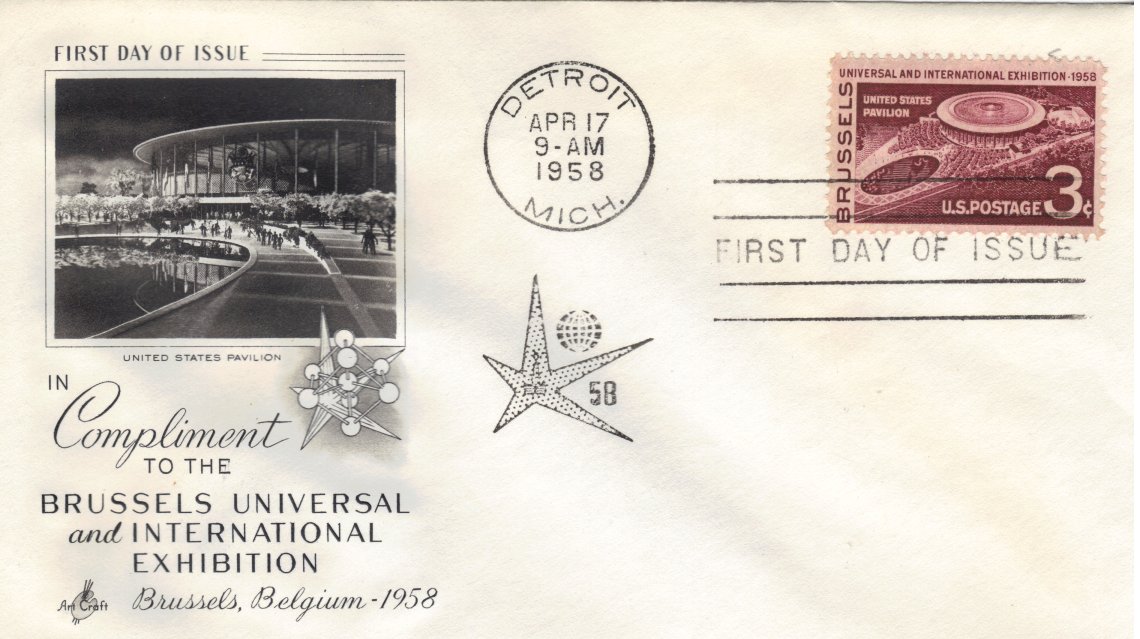 FIRST DAY OF ISSUE
UNITED STATES PAVILION
IN
Compliment
TO THE
BRUSSELS UNIVERSAL
and INTERNATIONAL
EXHIBITION
Brussels, Belgium - 1958
Art Craft
DETROIT
APR 17
9-AM
1958
MICH.
58
UNIVERSAL AND INTERNATIONAL EXHIBITION · 1958
BRUSSELS
UNITED STATES
PAVILION
U.S. POSTAGE 3¢
FIRST DAY OF ISSUE